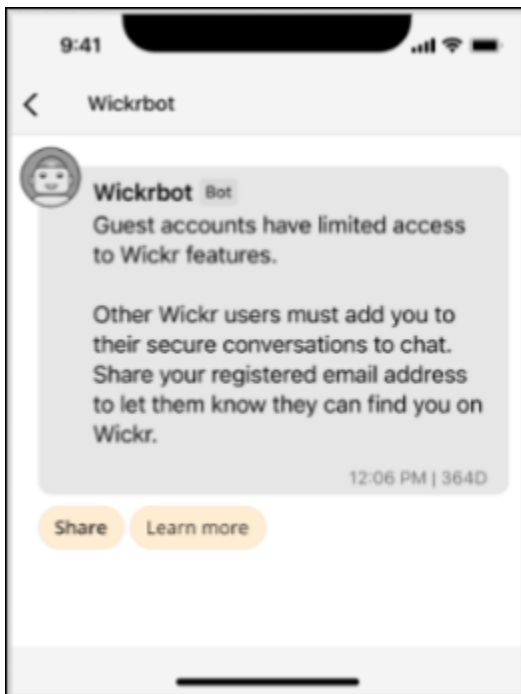 9:41
Wickrbot
Wickrbot Bot
Guest accounts have limited access
to Wickr features.
Other Wickr users must add you to
their secure conversations to chat.
Share your registered email address
to let them know they can find you on
Wickr.
12:06 PM | 364D
Share Learn more